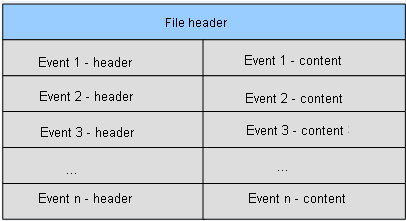 File header
Event 1 - header Event 1 - content
Event 2 - header Event 2 - content
Event 3 - header Event 3 - content
... ...
Event n - header Event n - content